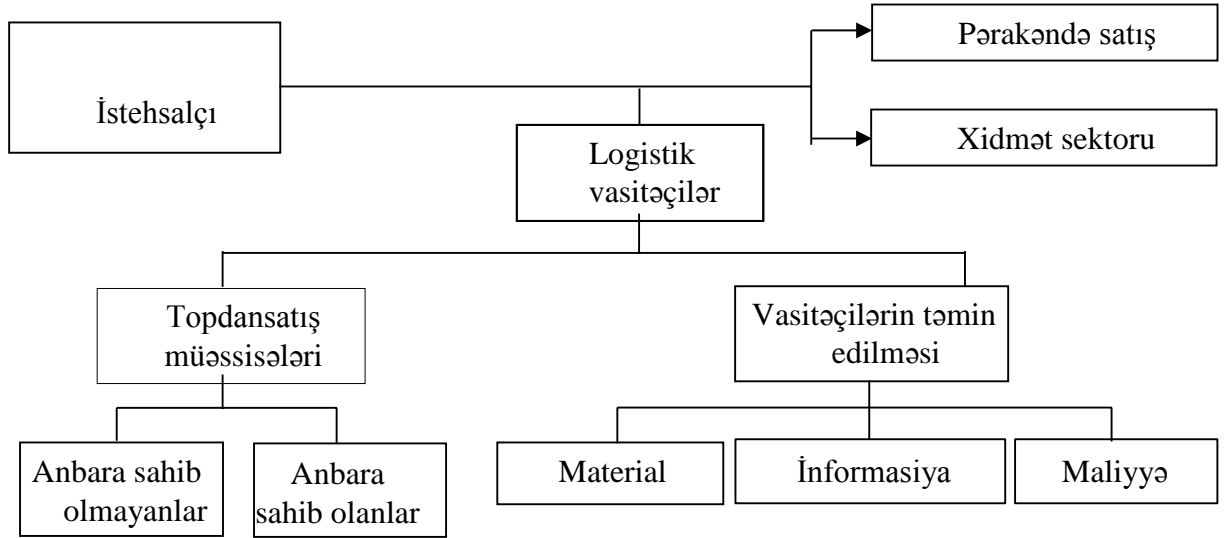 İstehsalçı
Pərakəndə satış
Xidmət sektoru
Logistik
vasitəçilər
Topdansatış
müəssisələri
Vasitəçilərin təmin
edilməsi
Anbara sahib
olmayanlar
Anbara
sahib olanlar
Material
İnformasiya
Maliyyə